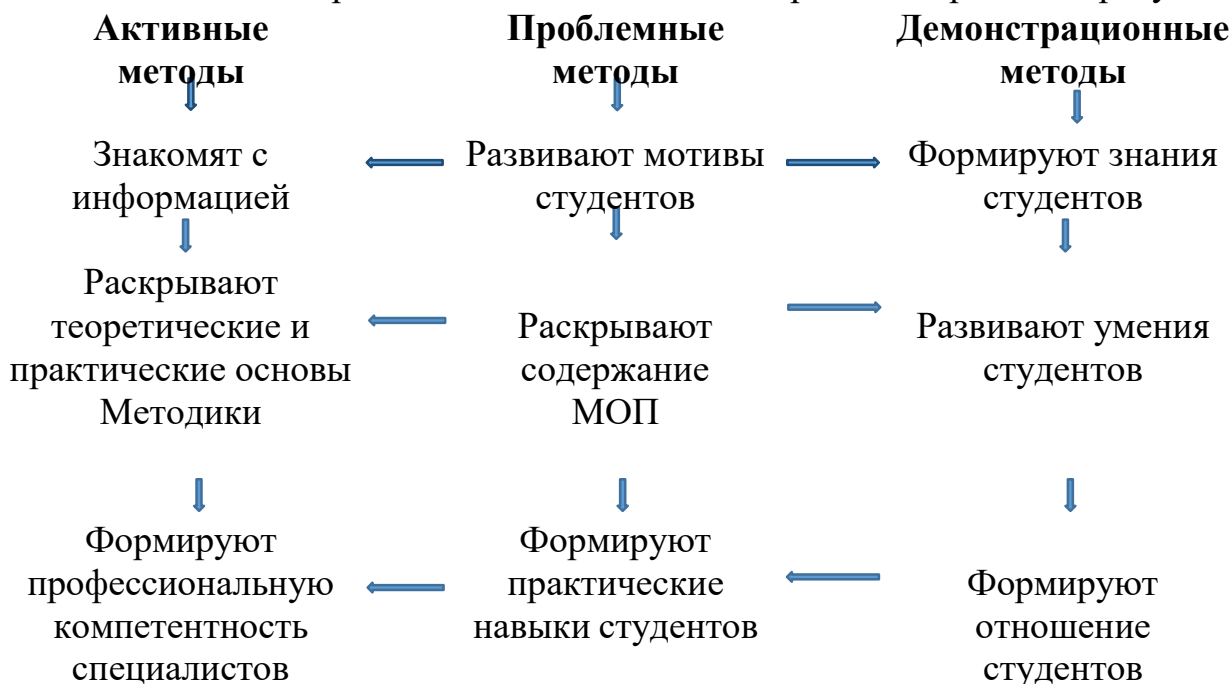 Активные
методы
Проблемные
методы
Демонстрационные
методы
Знакомят с
информацией
Развивают мотивы
студентов
Формируют знания
студентов
Раскрывают
теоретические и
практические основы
Методики
Раскрывают
содержание
МОП
Развивают умения
студентов
Формируют
профессиональную
компетентность
специалистов
Формируют
практические
навыки студентов
Формируют
отношение
студентов